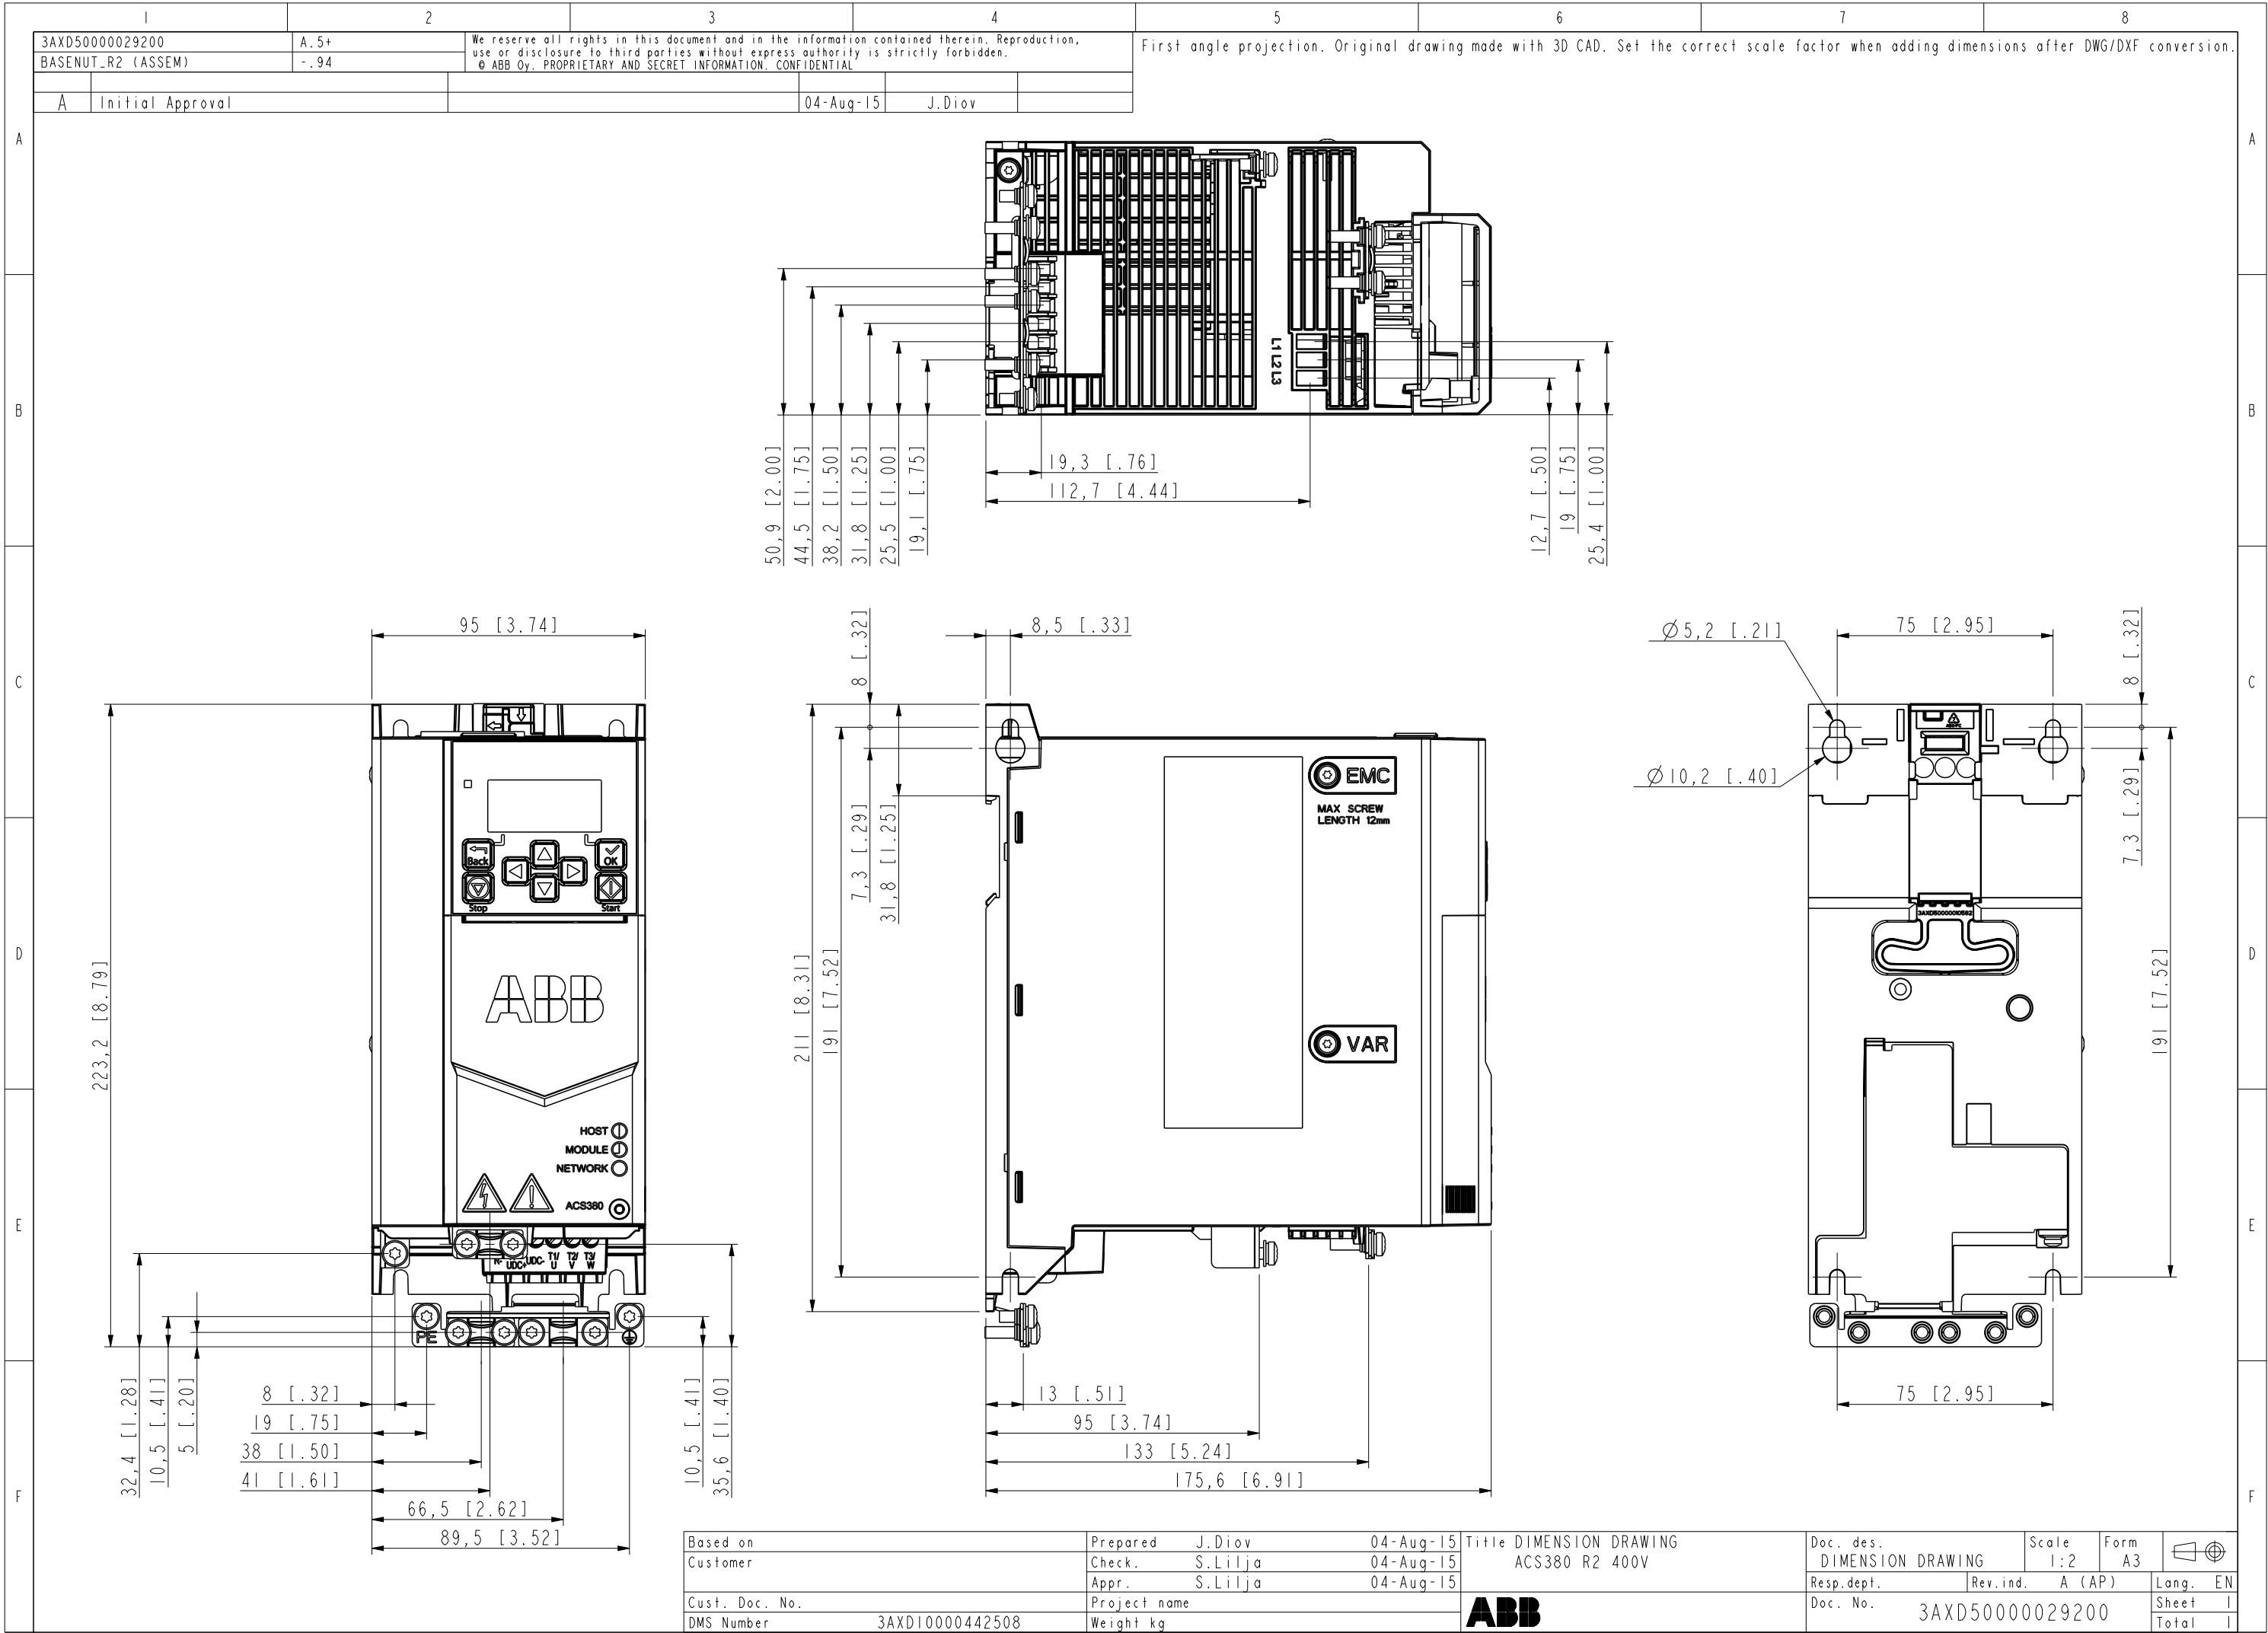 1 2 3 4 5 6 7 8
3AXD50000029200 A.5+
BASENUT_R2 (ASSEM) -.94
We reserve all rights in this document and in the information contained therein. Reproduction,
use or disclosure to third parties without express authority is strictly forbidden.
© ABB Oy. PROPRIETARY AND SECRET INFORMATION. CONFIDENTIAL
First angle projection. Original drawing made with 3D CAD. Set the correct scale factor when adding dimensions after DWG/DXF conversion.
A Initial Approval 04-Aug-15 J.Diov
A A
B B
C C
D D
E E
F F
L1 L2 L3
50,9 [2.00]
44,5 [1.75]
38,2 [1.50]
31,8 [1.25]
25,5 [1.00]
19,1 [.75]
19,3 [.76]
112,7 [4.44]
12,7 [.50]
19 [.75]
25,4 [1.00]
95 [3.74]
223,2 [8.79]
Back
OK
Stop
Start
ABB
HOST
MODULE
NETWORK
ACS380
R-
UDC+
UDC-
T1/ T2/ T3/
U V W
PE
32,4 [1.28]
10,5 [.41]
5 [.20]
8 [.32]
19 [.75]
38 [1.50]
41 [1.61]
66,5 [2.62]
89,5 [3.52]
10,5 [.41]
35,6 [1.40]
8 [.32]
8,5 [.33]
7,3 [.29]
31,8 [1.25]
211 [8.31]
191 [7.52]
EMC
MAX SCREW
LENGTH 12mm
VAR
13 [.51]
95 [3.74]
133 [5.24]
175,6 [6.91]
Ø5,2 [.21]
75 [2.95]
8 [.32]
Ø10,2 [.40]
7,3 [.29]
3AXD50000010582
191 [7.52]
75 [2.95]
Based on
Customer
Cust. Doc. No.
DMS Number 3AXD10000442508
Prepared J.Diov 04-Aug-15
Check. S.Lilja 04-Aug-15
Appr. S.Lilja 04-Aug-15
Project name
Weight kg
Title DIMENSION DRAWING
ACS380 R2 400V
ABB
Doc. des.
DIMENSION DRAWING
Scale
1:2
Form
A3
Resp.dept. Rev.ind. A (AP) Lang. EN
Doc. No. 3AXD50000029200
Sheet 1
Total 1